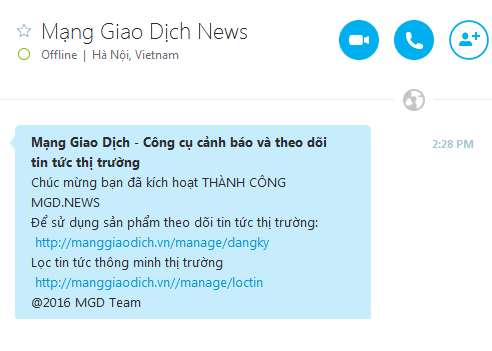 Mạng Giao Dịch News
Offline | Hà Nội, Vietnam
Mạng Giao Dịch - Công cụ cảnh báo và theo dõi
tin tức thị trường
2:28 PM
Chúc mừng bạn đã kích hoạt THÀNH CÔNG
MGD.NEWS
Để sử dụng sản phẩm theo dõi tin tức thị trường:
http://manggiaodich.vn/manage/dangky
Lọc tin tức thông minh thị trường
http://manggiaodich.vn//manage/loctin
@2016 MGD Team